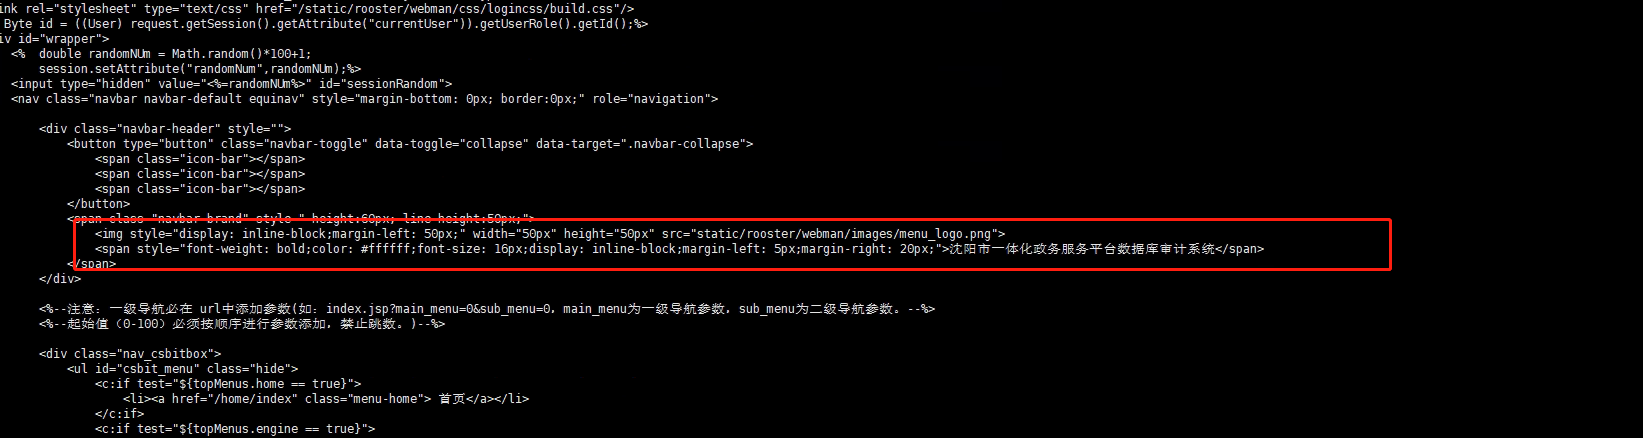 ink rel="stylesheet" type="text/css" href="/static/rooster/webman/css/logincss/build.css"/>
Byte id = ((User) request.getSession().getAttribute("currentUser")).getUserRole().getId();%>
iv id="wrapper">
<%  double randomNUm = Math.random()*100+1;
session.setAttribute("randomNum",randomNUm);%>
<input type="hidden" value="<%=randomNUm%>" id="sessionRandom">
<nav class="navbar navbar-default equinav" style="margin-bottom: 0px; border:0px;" role="navigation">
<div class="navbar-header" style="">
<button type="button" class="navbar-toggle" data-toggle="collapse" data-target=".navbar-collapse">
<span class="icon-bar"></span>
<span class="icon-bar"></span>
<span class="icon-bar"></span>
</button>
<span class="navbar-brand" style=" height:60px; line-height:50px;">
<img style="display: inline-block;margin-left: 50px;" width="50px" height="50px" src="static/rooster/webman/images/menu_logo.png">
<span style="font-weight: bold;color: #ffffff;font-size: 16px;display: inline-block;margin-left: 5px;margin-right: 20px;">沈阳市一体化政务服务平台数据库审计系统</span>
</span>
</div>
<%--注意：一级导航必在 url中添加参数(如：index.jsp?main_menu=0&sub_menu=0，main_menu为一级导航参数，sub_menu为二级导航参数。--%>
<%--起始值（0-100）必须按顺序进行参数添加，禁止跳数。)--%>
<div class="nav_csbitbox">
<ul id="csbit_menu" class="hide">
<c:if test="${topMenus.home == true}">
<li><a href="/home/index" class="menu-home"> 首页</a></li>
</c:if>
<c:if test="${topMenus.engine == true}">